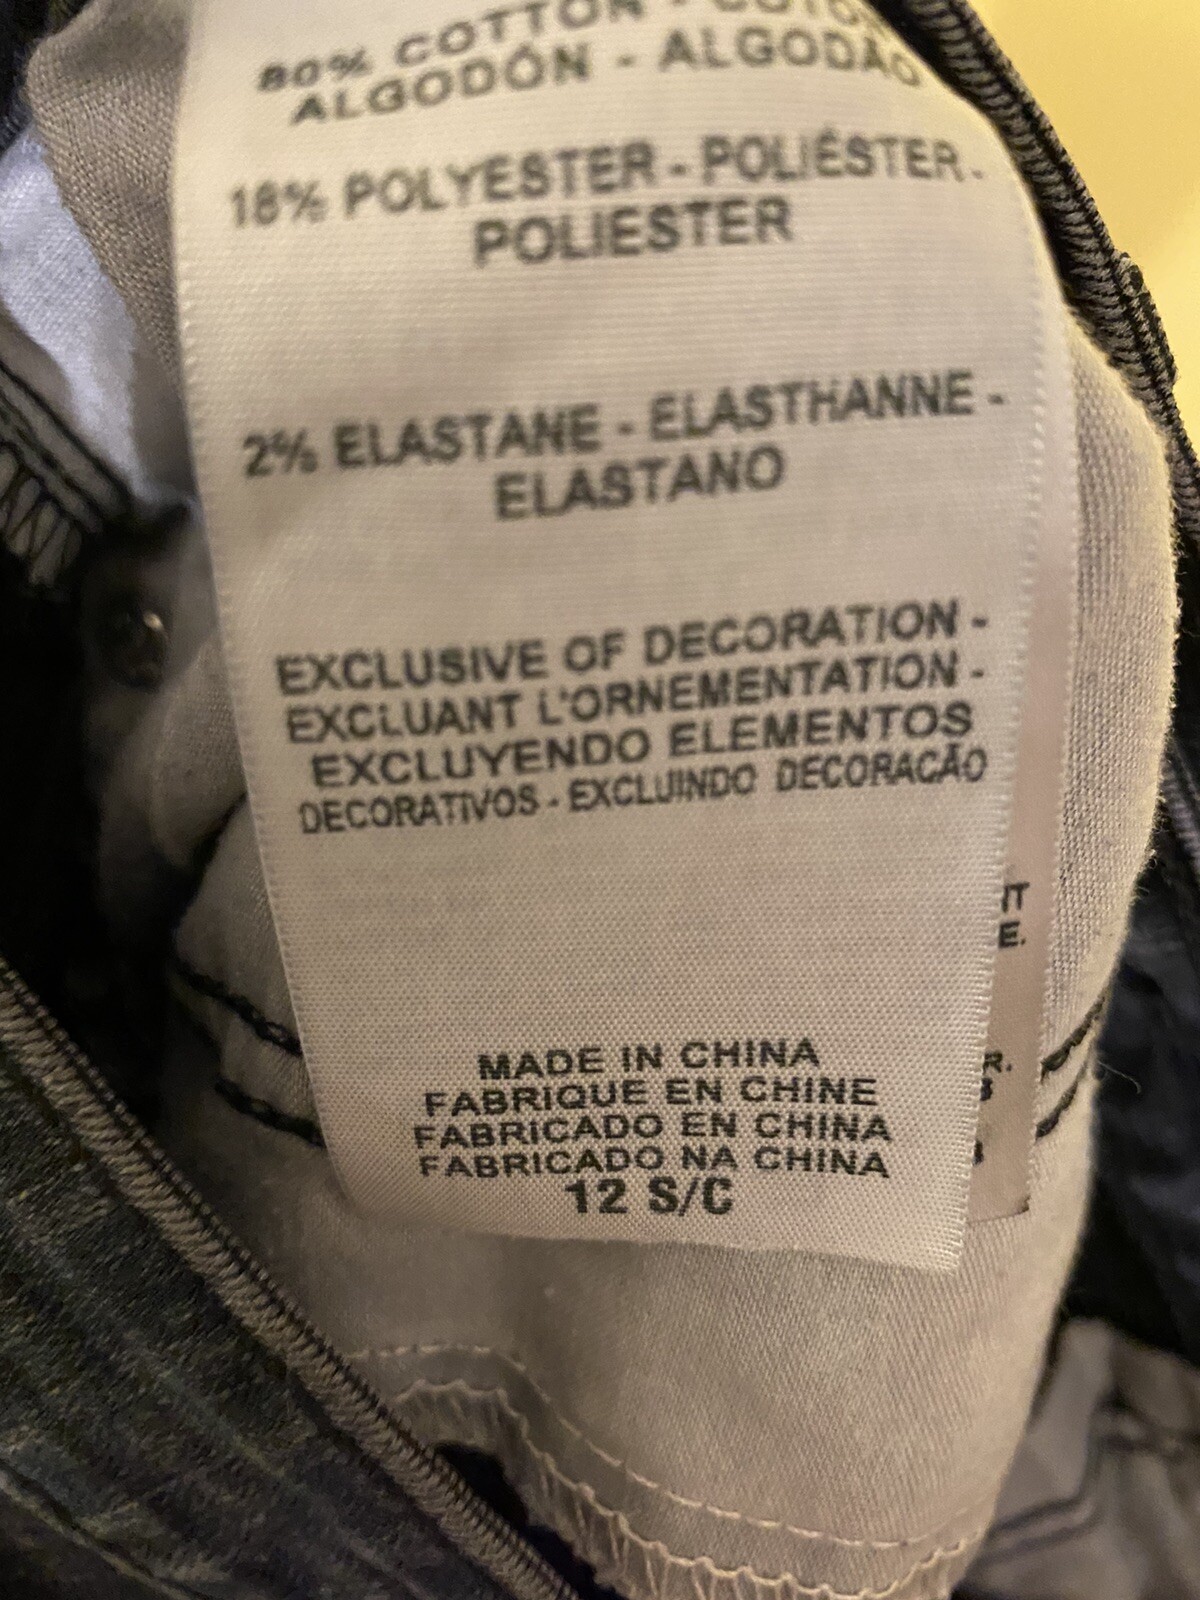 80% COTTON - COTON
ALGODÓN - ALGODÃO
18% POLYESTER - POLIÉSTER -
POLIESTER
2% ELASTANE - ELASTHANNE -
ELASTANO
EXCLUSIVE OF DECORATION -
EXCLUANT L'ORNEMENTATION -
EXCLUYENDO ELEMENTOS
DECORATIVOS - EXCLUINDO DECORACÃO
MADE IN CHINA
FABRIQUE EN CHINE
FABRICADO EN CHINA
FABRICADO NA CHINA
12 S/C